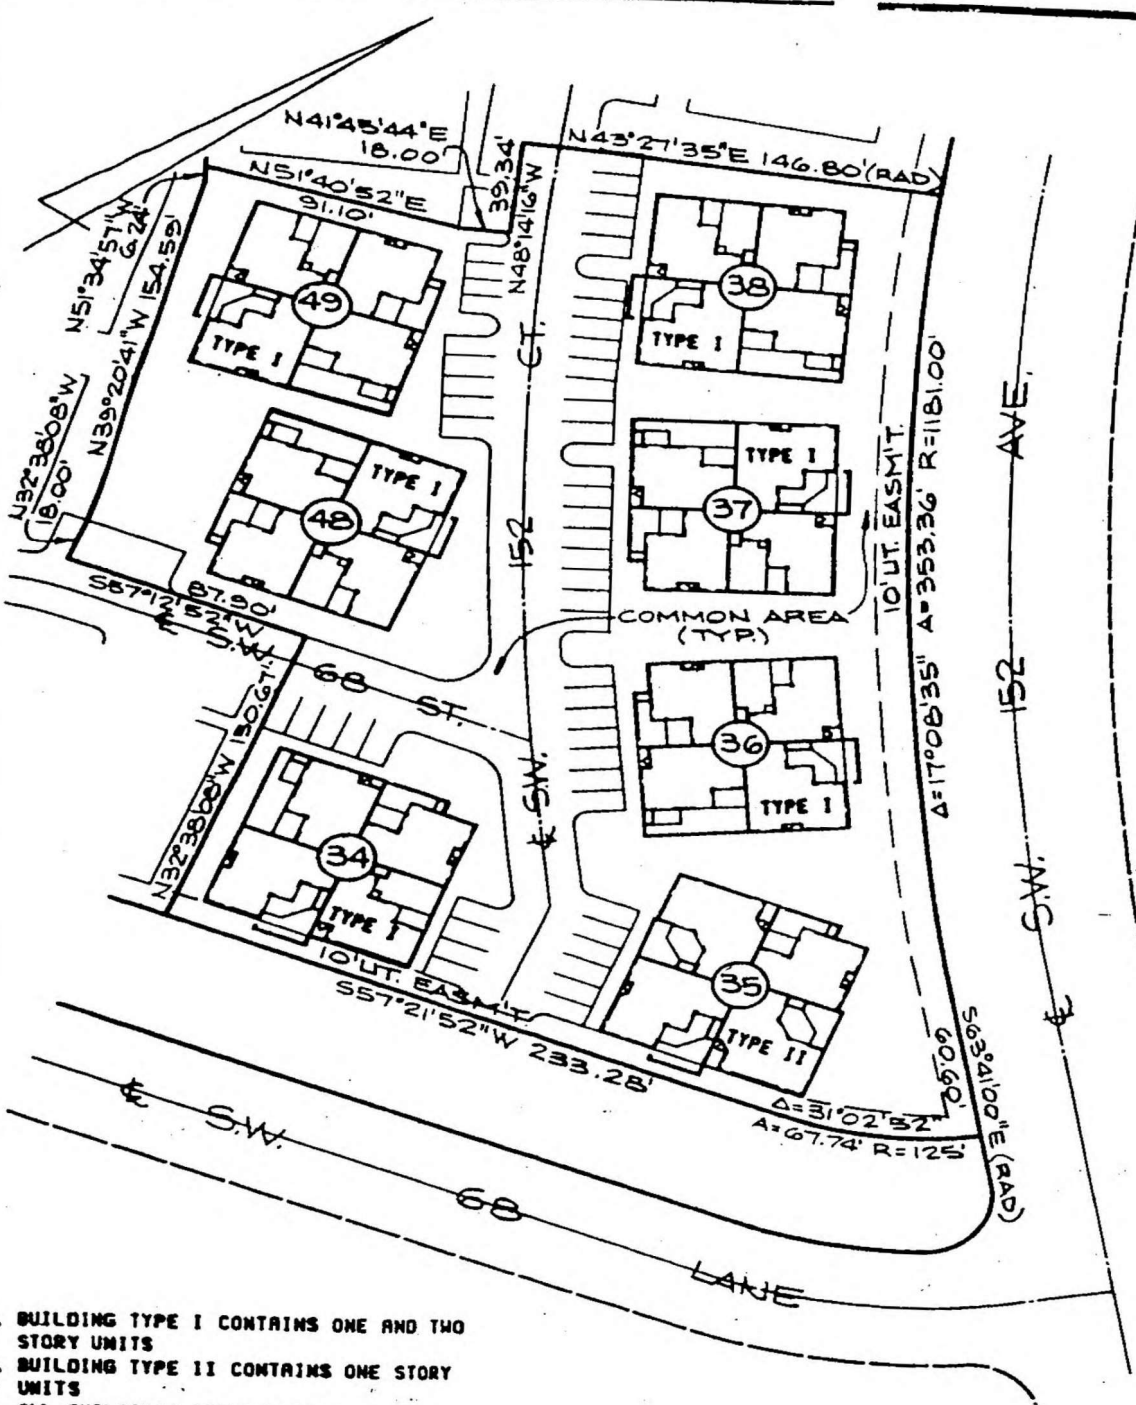 N41°45'44"E
18.00'
N43°27'35"E 146.80'(RAD)
N51°40'52"E
91.10'
39.34'
N48°14'16"W
N51°34'57"W
6.24'
N39°20'41"W 154.59'
N32°38'08"W
18.00'
49
TYPE I
38
TYPE I
48
TYPE I
37
TYPE I
152 CT.
10' UT. EASM'T.
Δ=17°08'35" A=353.36' R=1181.00'
152 AVE.
COMMON AREA
(TYP.)
87.90'
S57°12'52"W
℄ S.W. 68 ST.
N32°38'08"W 130.67'
36
TYPE I
℄ S.W.
34
TYPE I
35
TYPE II
℄ S.W.
10' UT. EASM'T.
S57°21'52"W 233.28'
Δ=31°02'52"
A=67.74' R=125'
S63°41'00"E (RAD)
℄ S.W. 68 LANE
BUILDING TYPE I CONTAINS ONE AND TWO
STORY UNITS
BUILDING TYPE II CONTAINS ONE STORY
UNITS